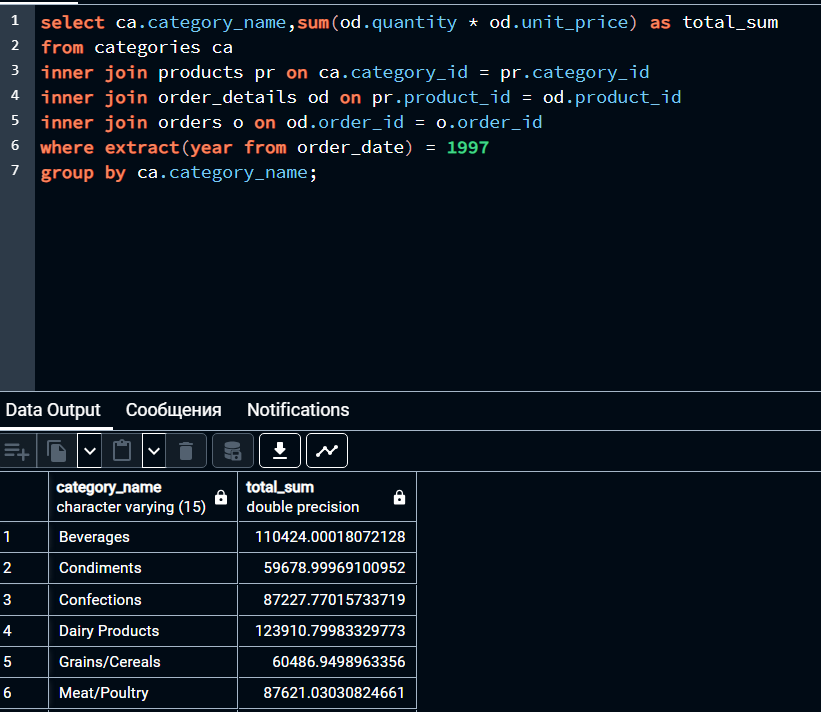 1 select ca.category_name,sum(od.quantity * od.unit_price) as total_sum
2 from categories ca
3 inner join products pr on ca.category_id = pr.category_id
4 inner join order_details od on pr.product_id = od.product_id
5 inner join orders o on od.order_id = o.order_id
6 where extract(year from order_date) = 1997
7 group by ca.category_name;
Data Output Сообщения Notifications
category_name total_sum
character varying (15) double precision
1 Beverages 110424.00018072128
2 Condiments 59678.99969100952
3 Confections 87227.77015733719
4 Dairy Products 123910.79983329773
5 Grains/Cereals 60486.9498963356
6 Meat/Poultry 87621.03030824661